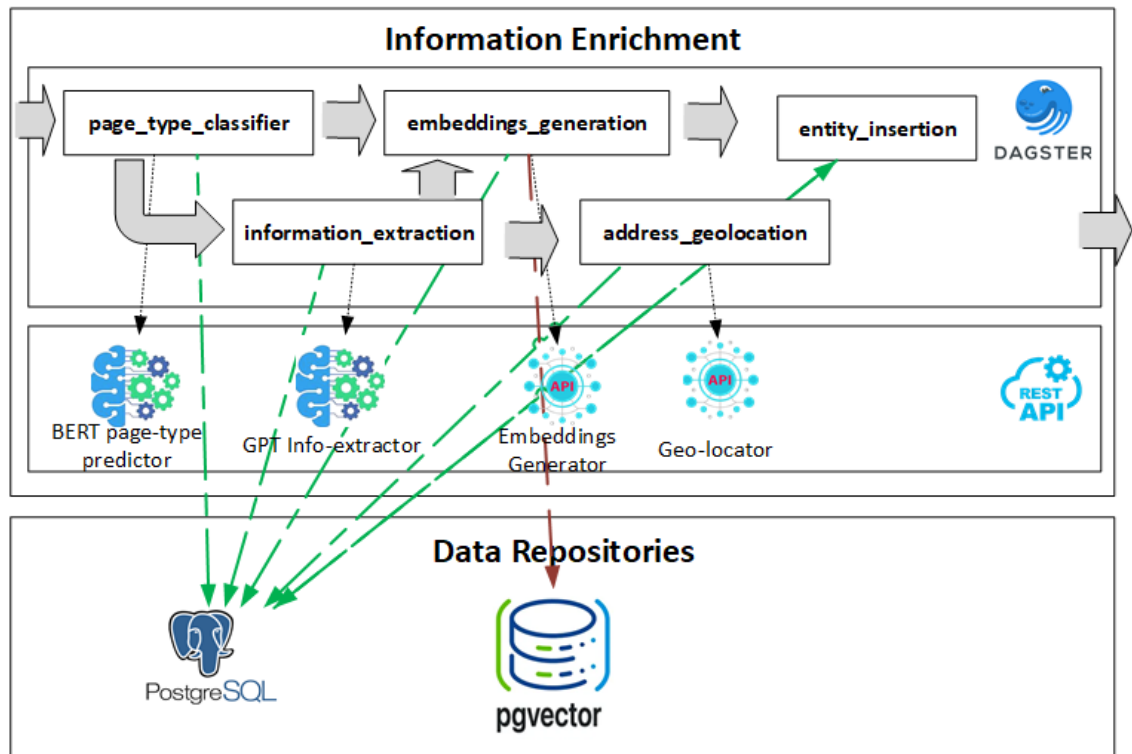 Information Enrichment
page_type_classifier
embeddings_generation
entity_insertion
DAGSTER
information_extraction
address_geolocation
BERT page-type
predictor
GPT Info-extractor
API
Embeddings
Generator
API
Geo-locator
REST
API
Data Repositories
PostgreSQL
pgvector